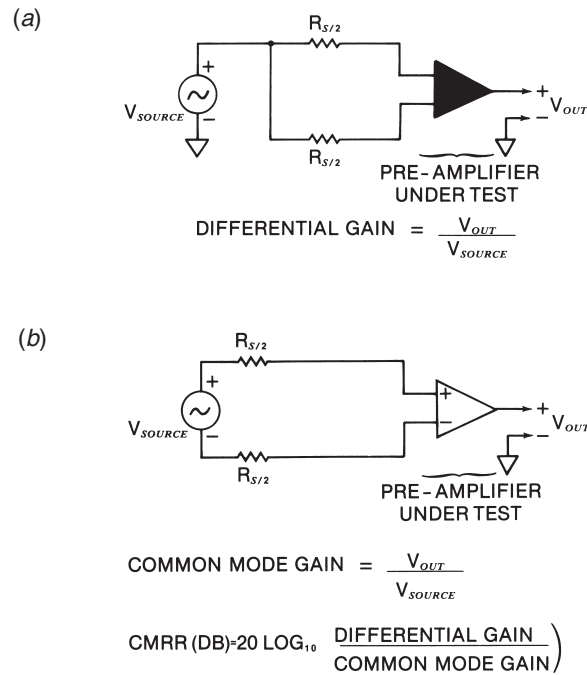 (a)
R S/2
+
V SOURCE
−
R S/2
+
V OUT
−
PRE-AMPLIFIER
UNDER TEST
DIFFERENTIAL GAIN = V OUT
V SOURCE
(b)
R S/2
+
V SOURCE
−
R S/2
+
−
+
V OUT
−
PRE-AMPLIFIER
UNDER TEST
COMMON MODE GAIN = V OUT
V SOURCE
CMRR (DB)=20 LOG10 DIFFERENTIAL GAIN
COMMON MODE GAIN )